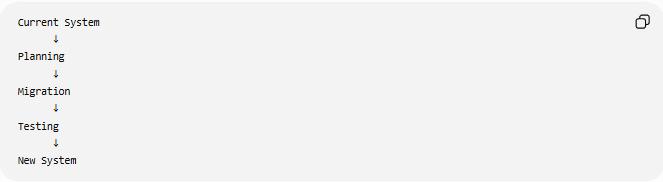 Current System
↓
Planning
↓
Migration
↓
Testing
↓
New System